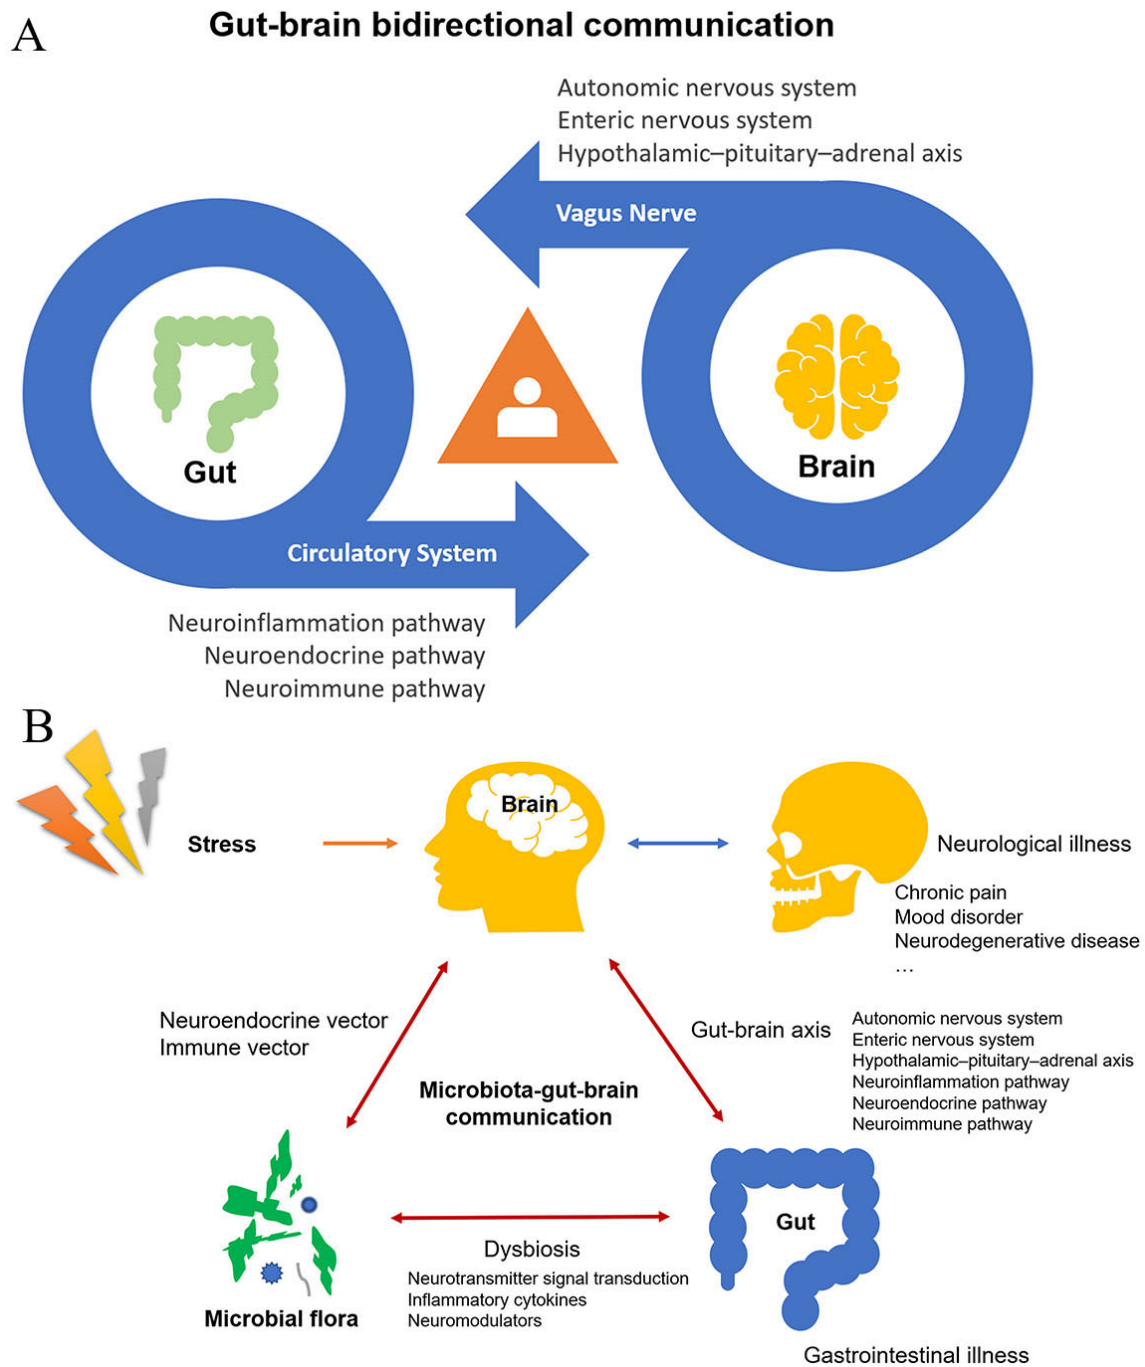 A
Gut-brain bidirectional communication
Autonomic nervous system
Enteric nervous system
Hypothalamic–pituitary–adrenal axis
Vagus Nerve
Gut
Brain
Circulatory System
Neuroinflammation pathway
Neuroendocrine pathway
Neuroimmune pathway
B
Stress
Brain
Neurological illness
Chronic pain
Mood disorder
Neurodegenerative disease
...
Neuroendocrine vector
Immune vector
Gut-brain axis
Autonomic nervous system
Enteric nervous system
Hypothalamic–pituitary–adrenal axis
Neuroinflammation pathway
Neuroendocrine pathway
Neuroimmune pathway
Microbiota-gut-brain
communication
Gut
Dysbiosis
Neurotransmitter signal transduction
Inflammatory cytokines
Neuromodulators
Microbial flora
Gastrointestinal illness